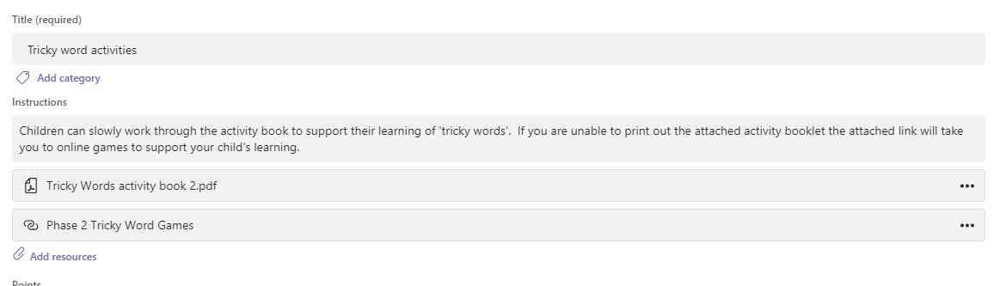 Title (required)
Tricky word activities
Add category
Instructions
Children can slowly work through the activity book to support their learning of 'tricky words'.  If you are unable to print out the attached activity booklet the attached link will take
you to online games to support your child's learning.
Tricky Words activity book 2.pdf
Phase 2 Tricky Word Games
Add resources
Points